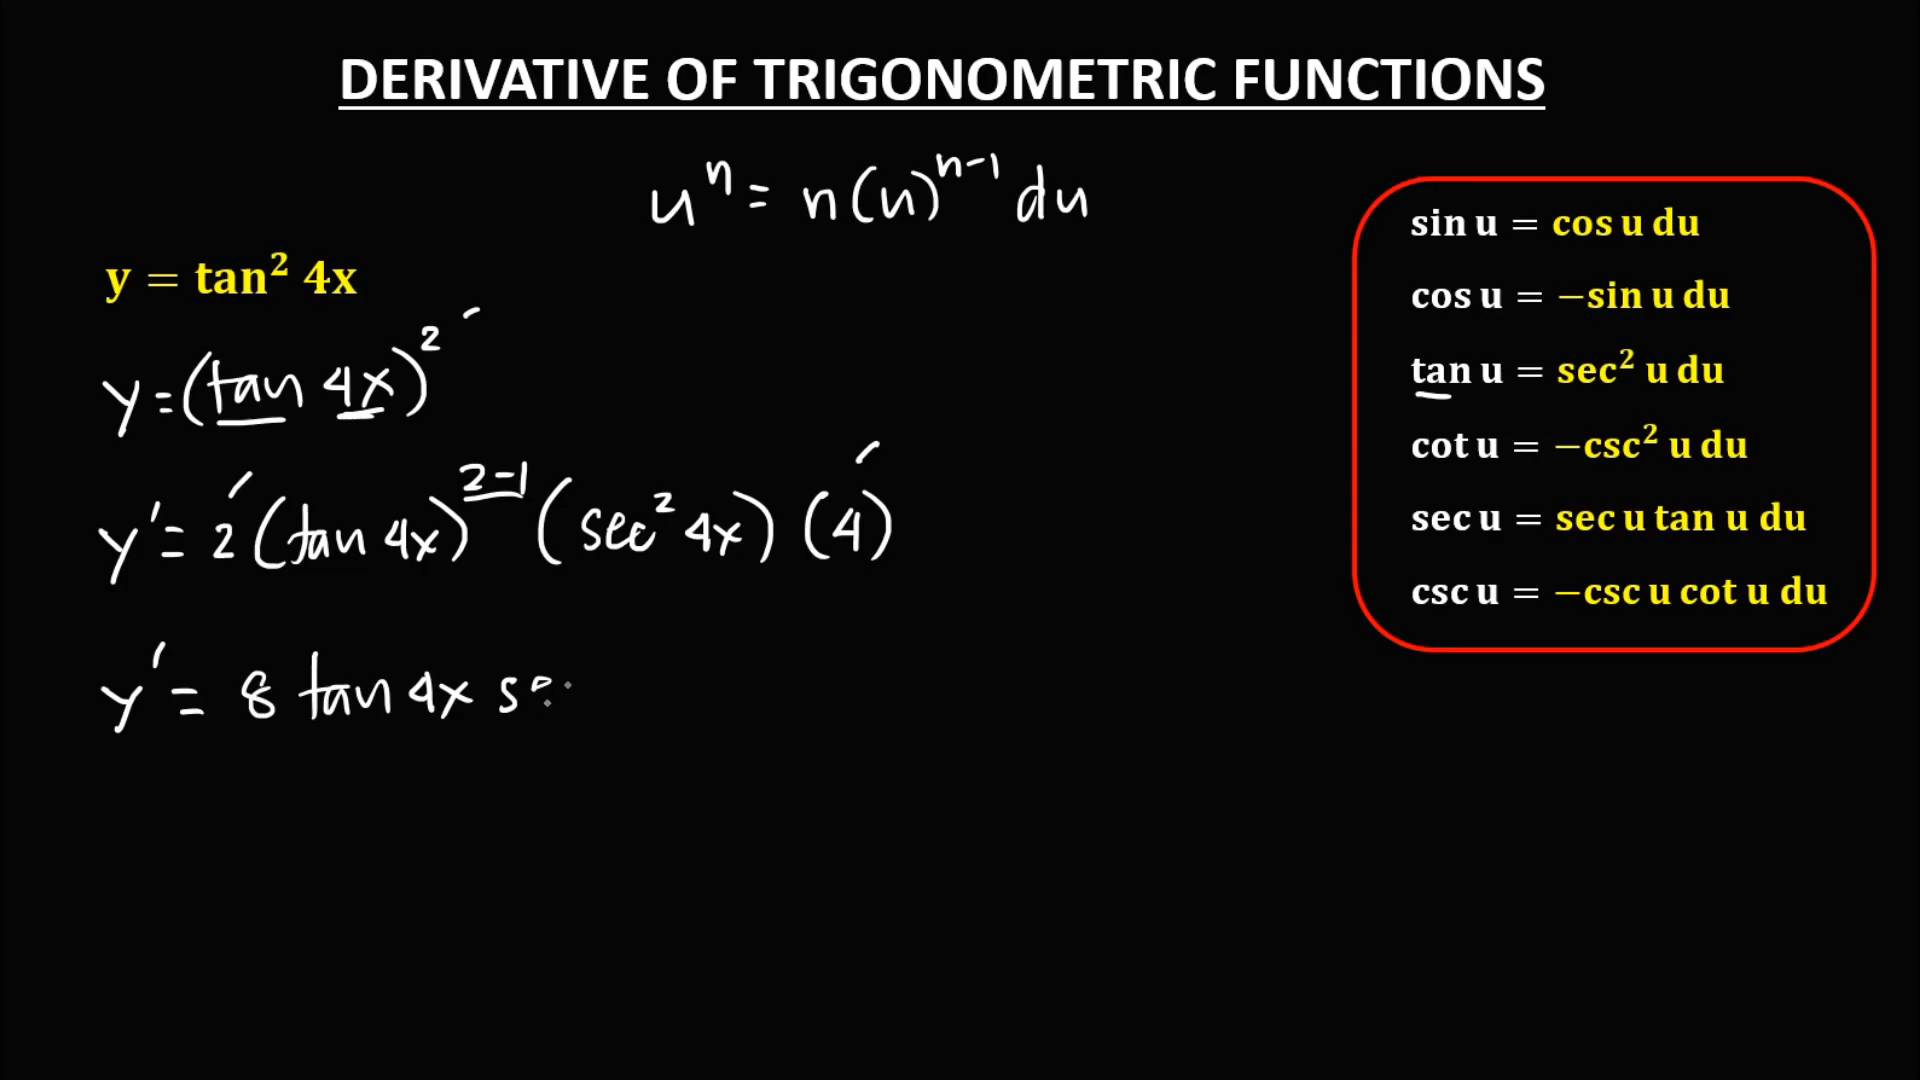 DERIVATIVE OF TRIGONOMETRIC FUNCTIONS
uⁿ = n(u)ⁿ⁻¹ du
y = tan² 4x
y = (tan 4x)²
y' = 2 (tan 4x)²⁻¹ (sec² 4x) (4)
y' = 8 tan 4x s
sin u = cos u du
cos u = −sin u du
tan u = sec² u du
cot u = −csc² u du
sec u = sec u tan u du
csc u = −csc u cot u du